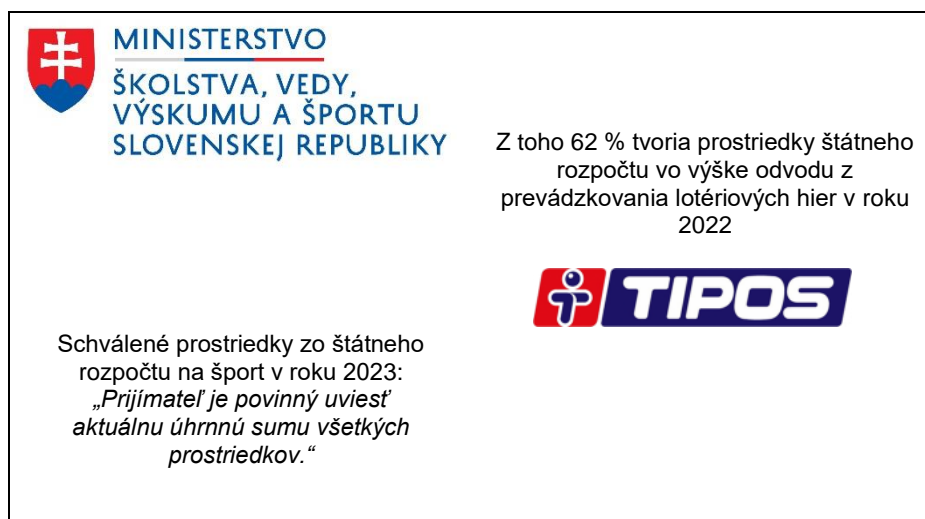 MINISTERSTVO
ŠKOLSTVA, VEDY,
VÝSKUMU A ŠPORTU
SLOVENSKEJ REPUBLIKY
Z toho 62 % tvoria prostriedky štátneho
rozpočtu vo výške odvodu z
prevádzkovania lotériových hier v roku
2022
TIPOS
Schválené prostriedky zo štátneho
rozpočtu na šport v roku 2023:
„Prijímateľ je povinný uviesť
aktuálnu úhrnnú sumu všetkých
prostriedkov.“